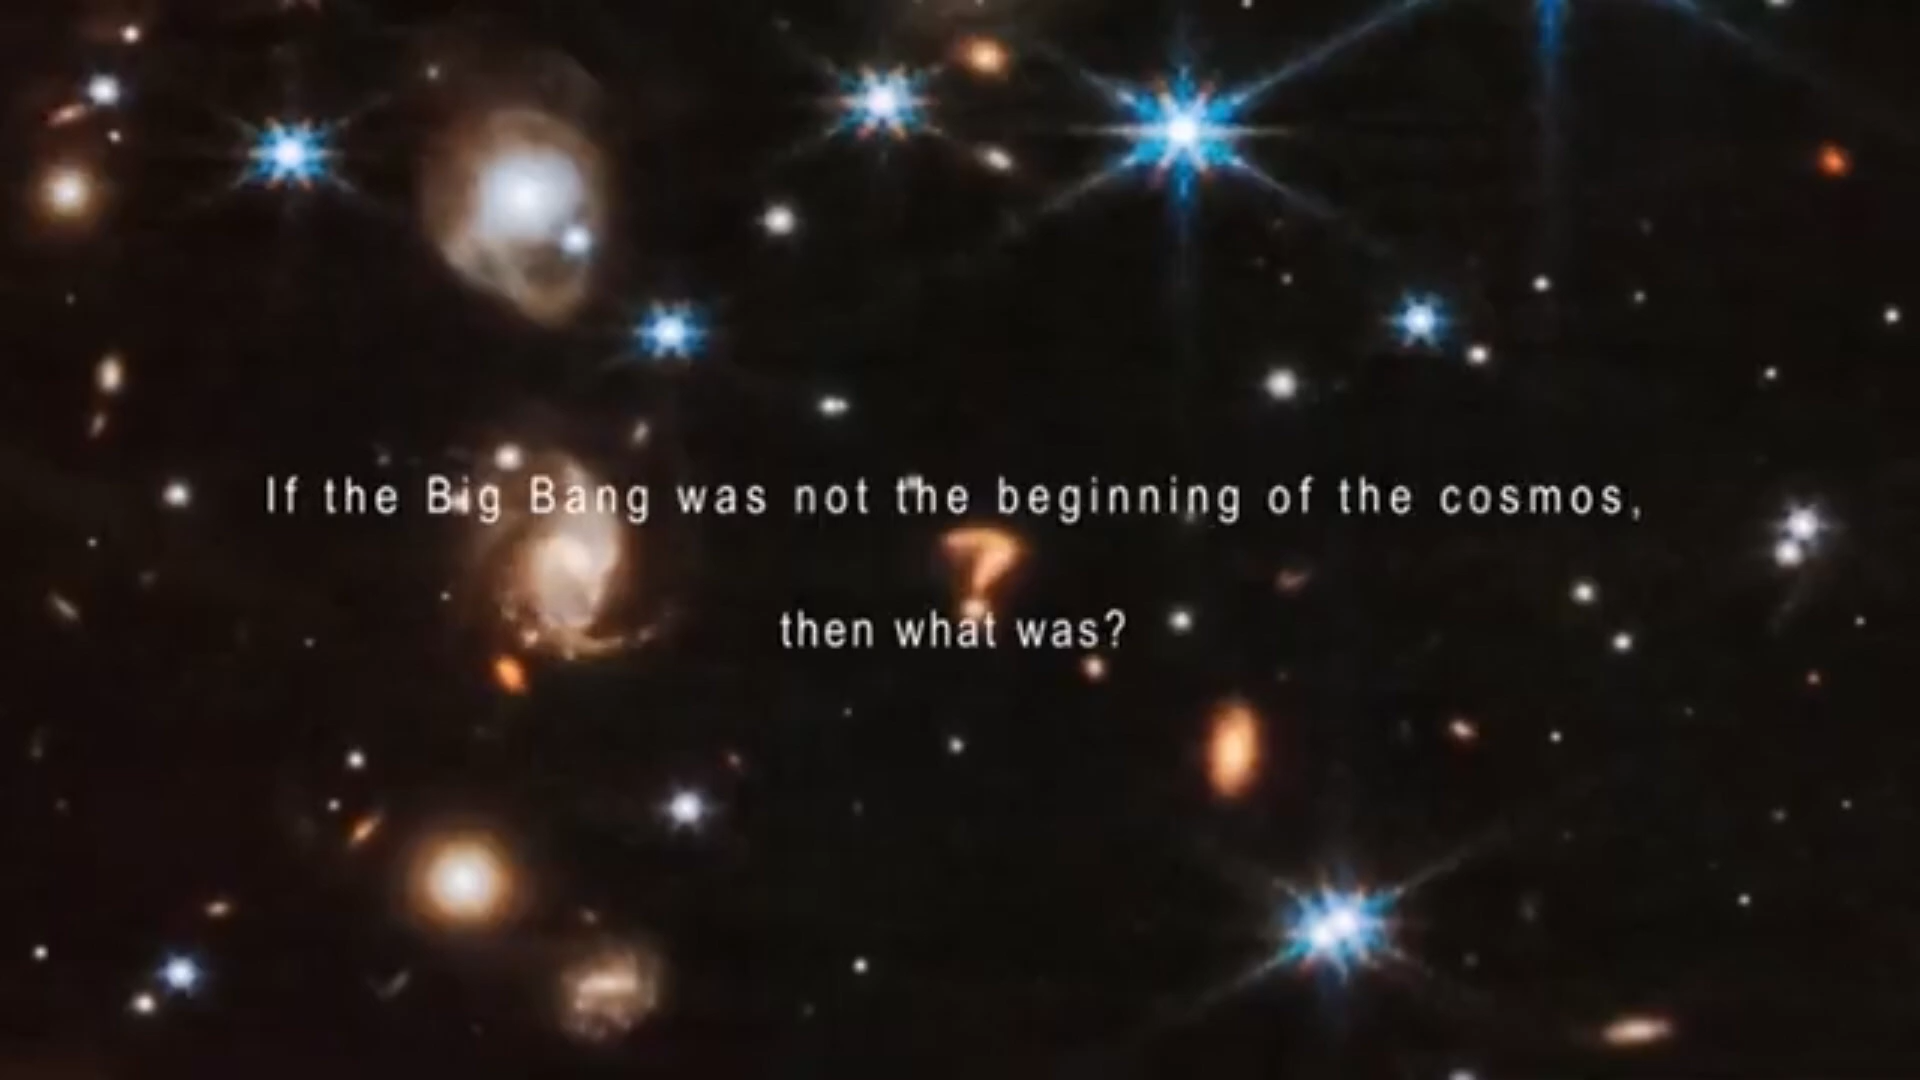 If the Big Bang was not the beginning of the cosmos,
then what was?